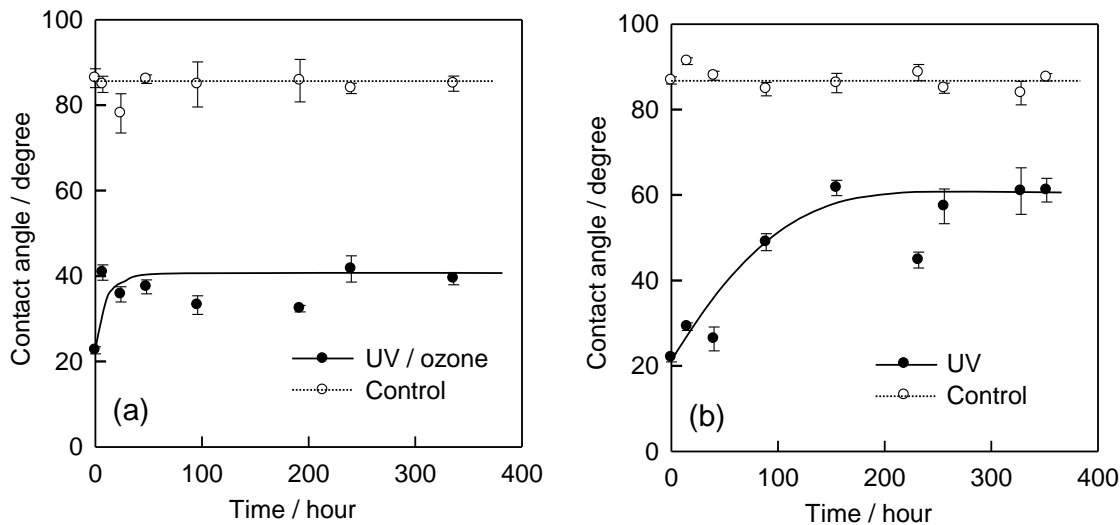 100
80
60
40
20
0
Contact angle / degree
UV / ozone
Control
(a)
0 100 200 300 400
Time / hour
100
80
60
40
20
0
Contact angle / degree
UV
Control
(b)
0 100 200 300 400
Time / hour